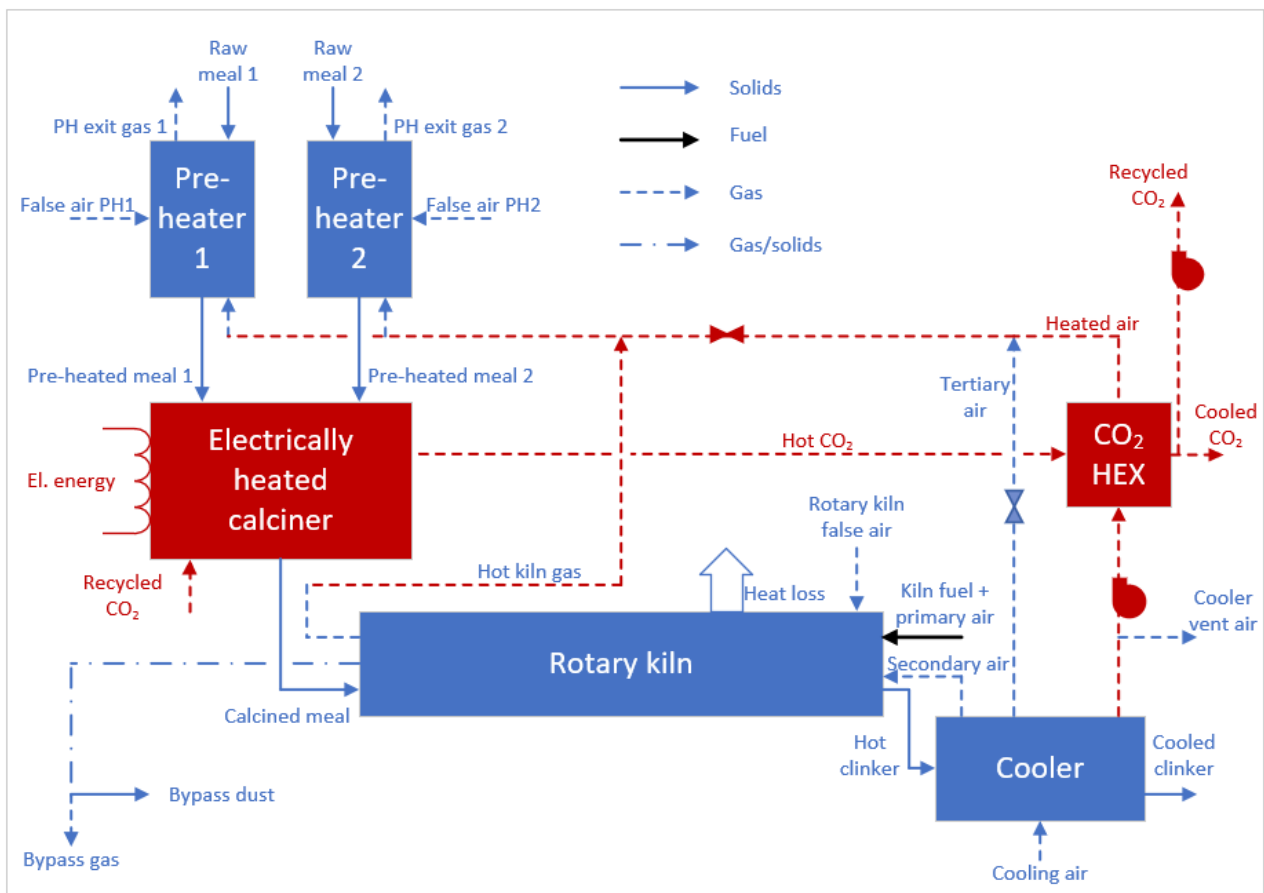 Raw
meal 1
Raw
meal 2
PH exit gas 1
PH exit gas 2
Pre-
heater
1
Pre-
heater
2
False air PH1
False air PH2
Solids
Fuel
Gas
Gas/solids
Recycled
CO₂
Heated air
Pre-heated meal 1
Pre-heated meal 2
Tertiary
air
Electrically
heated
calciner
El. energy
Hot CO₂
CO₂
HEX
Cooled
CO₂
Rotary kiln
false air
Recycled
CO₂
Hot kiln gas
Heat loss
Kiln fuel +
primary air
Cooler
vent air
Rotary kiln
Secondary air
Calcined meal
Hot
clinker
Cooler
Cooled
clinker
Bypass dust
Bypass gas
Cooling air